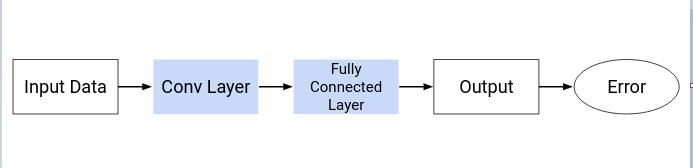 Input Data
Conv Layer
Fully
Connected
Layer
Output
Error